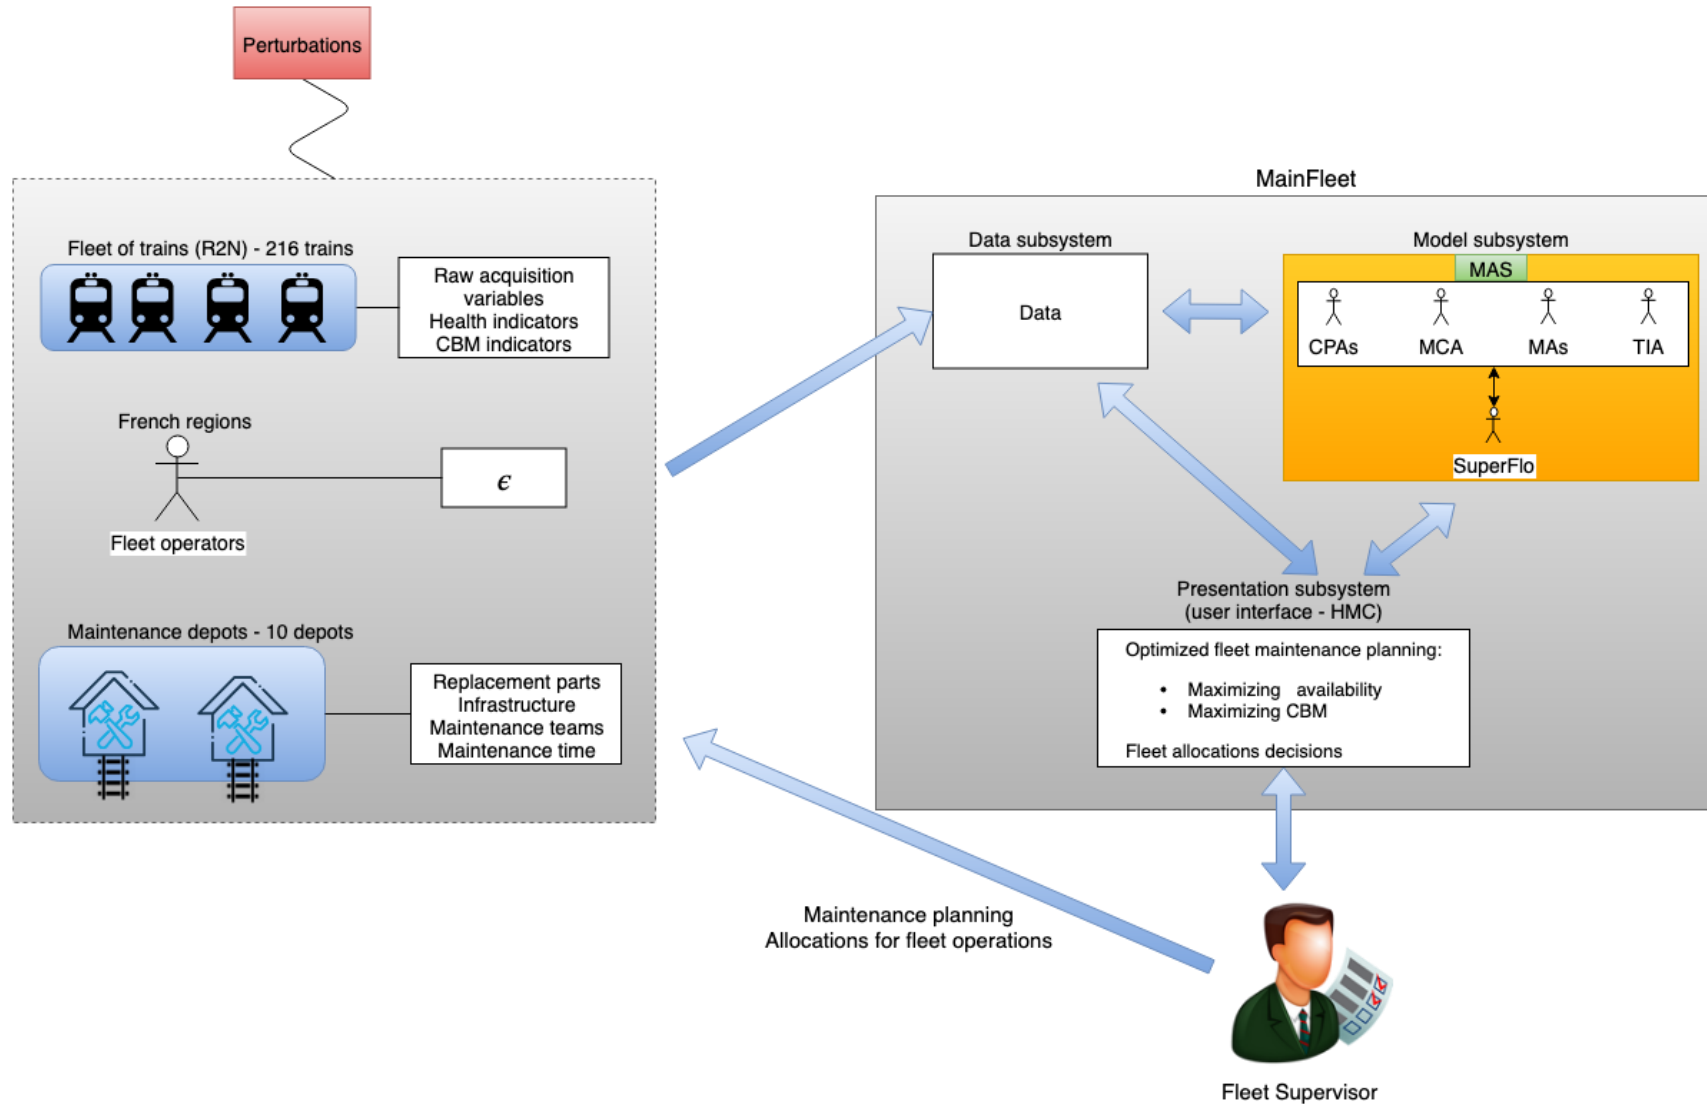 Perturbations
Fleet of trains (R2N) - 216 trains
Raw acquisition
variables
Health indicators
CBM indicators
French regions
ϵ
Fleet operators
Maintenance depots - 10 depots
Replacement parts
Infrastructure
Maintenance teams
Maintenance time
MainFleet
Data subsystem
Data
Model subsystem
MAS
CPAs
MCA
MAs
TIA
SuperFlo
Presentation subsystem
(user interface - HMC)
Optimized fleet maintenance planning:
• Maximizing availability
• Maximizing CBM
Fleet allocations decisions
Maintenance planning
Allocations for fleet operations
Fleet Supervisor